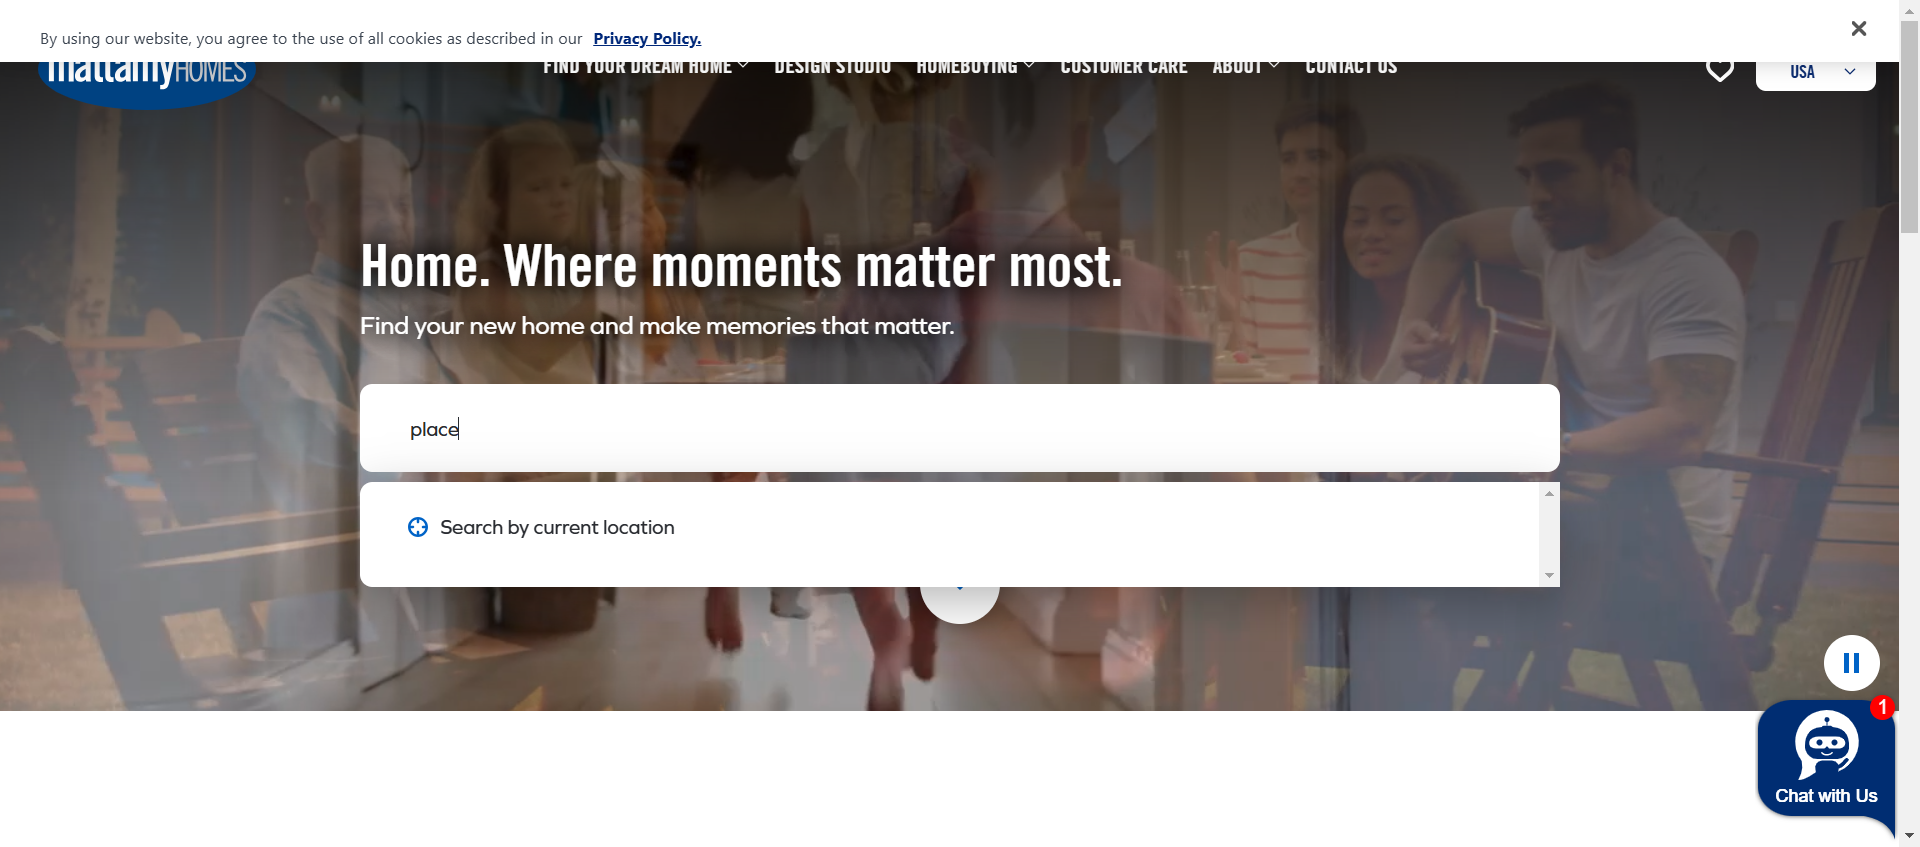 By using our website, you agree to the use of all cookies as described in our Privacy Policy.
mattamyHOMES
FIND YOUR DREAM HOME
DESIGN STUDIO
HOMEBUYING
CUSTOMER CARE
ABOUT
CONTACT US
USA
Home. Where moments matter most.
Find your new home and make memories that matter.
place
Search by current location
1
Chat with Us